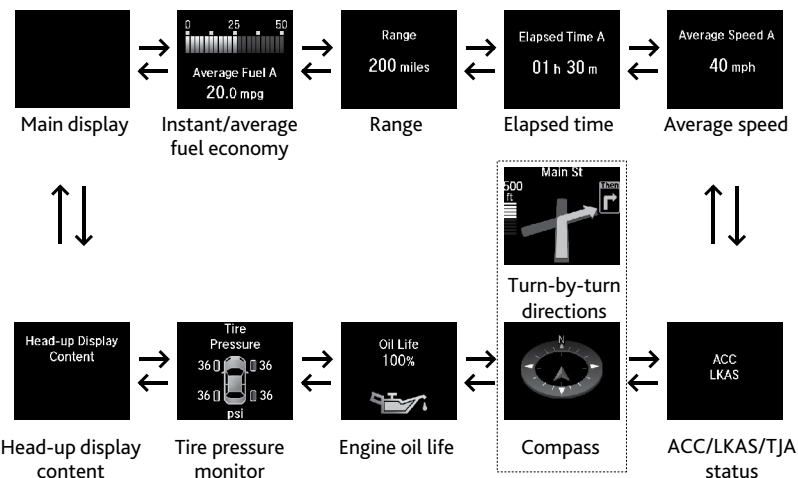 0 25 50
Average Fuel A
20.0 mpg
Range
200 miles
Elapsed Time A
01 h 30 m
Average Speed A
40 mph
Main display
Instant/average
fuel economy
Range
Elapsed time
Average speed
Main St
500
ft
Then
Turn-by-turn
directions
Head-up Display
Content
Tire
Pressure
36 36
36 36
psi
Oil Life
100%
N
ACC
LKAS
Head-up display
content
Tire pressure
monitor
Engine oil life
Compass
ACC/LKAS/TJA
status